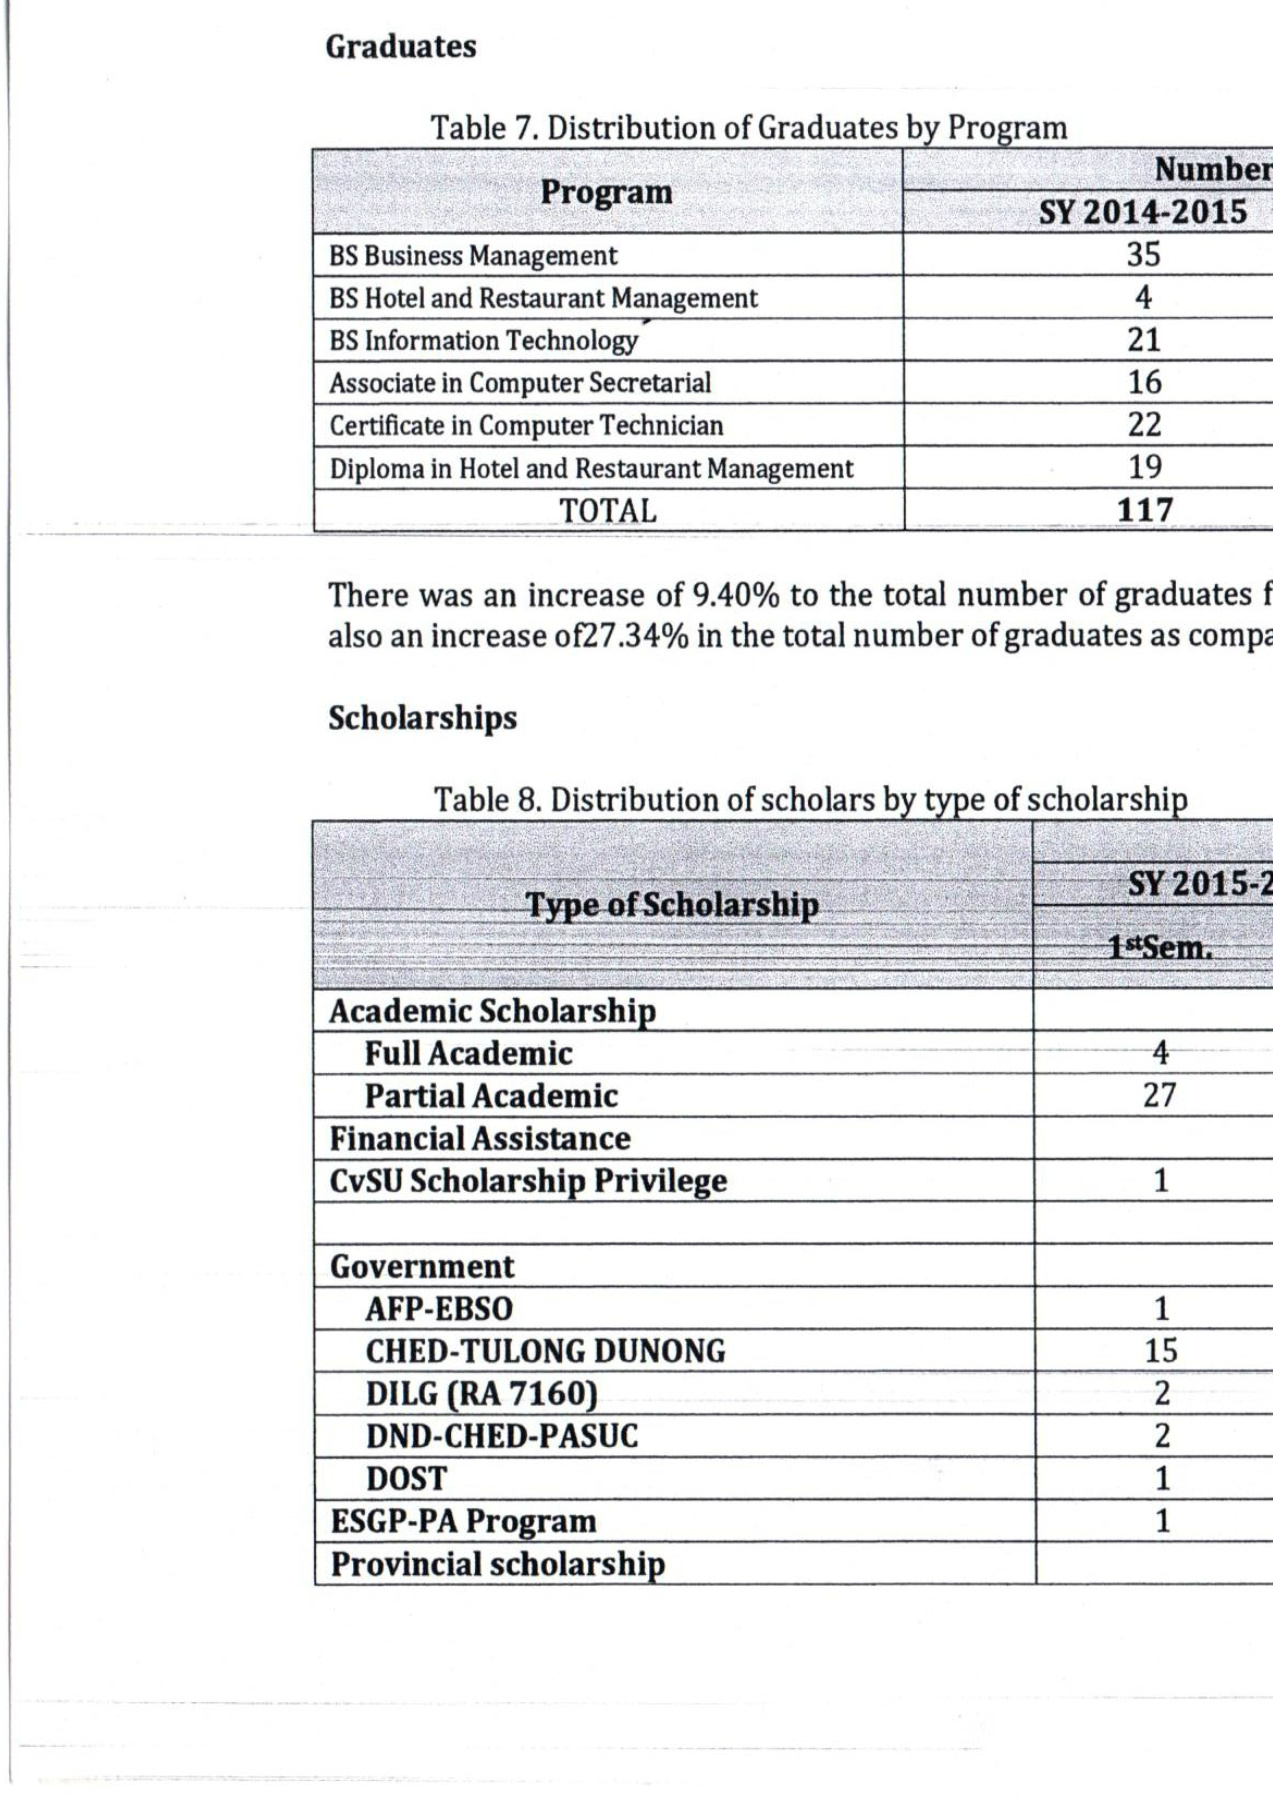 Graduates
Table 7. Distribution of Graduates by Program
Program
Number
SY 2014-2015
BS Business Management 35
BS Hotel and Restaurant Management 4
BS Information Technology 21
Associate in Computer Secretarial 16
Certificate in Computer Technician 22
Diploma in Hotel and Restaurant Management 19
TOTAL 117
There was an increase of 9.40% to the total number of graduates f
also an increase of27.34% in the total number of graduates as compa
Scholarships
Table 8. Distribution of scholars by type of scholarship
Type of Scholarship
SY 2015-2
1stSem.
Academic Scholarship
Full Academic 4
Partial Academic 27
Financial Assistance
CvSU Scholarship Privilege 1
Government
AFP-EBSO 1
CHED-TULONG DUNONG 15
DILG (RA 7160) 2
DND-CHED-PASUC 2
DOST 1
ESGP-PA Program 1
Provincial scholarship